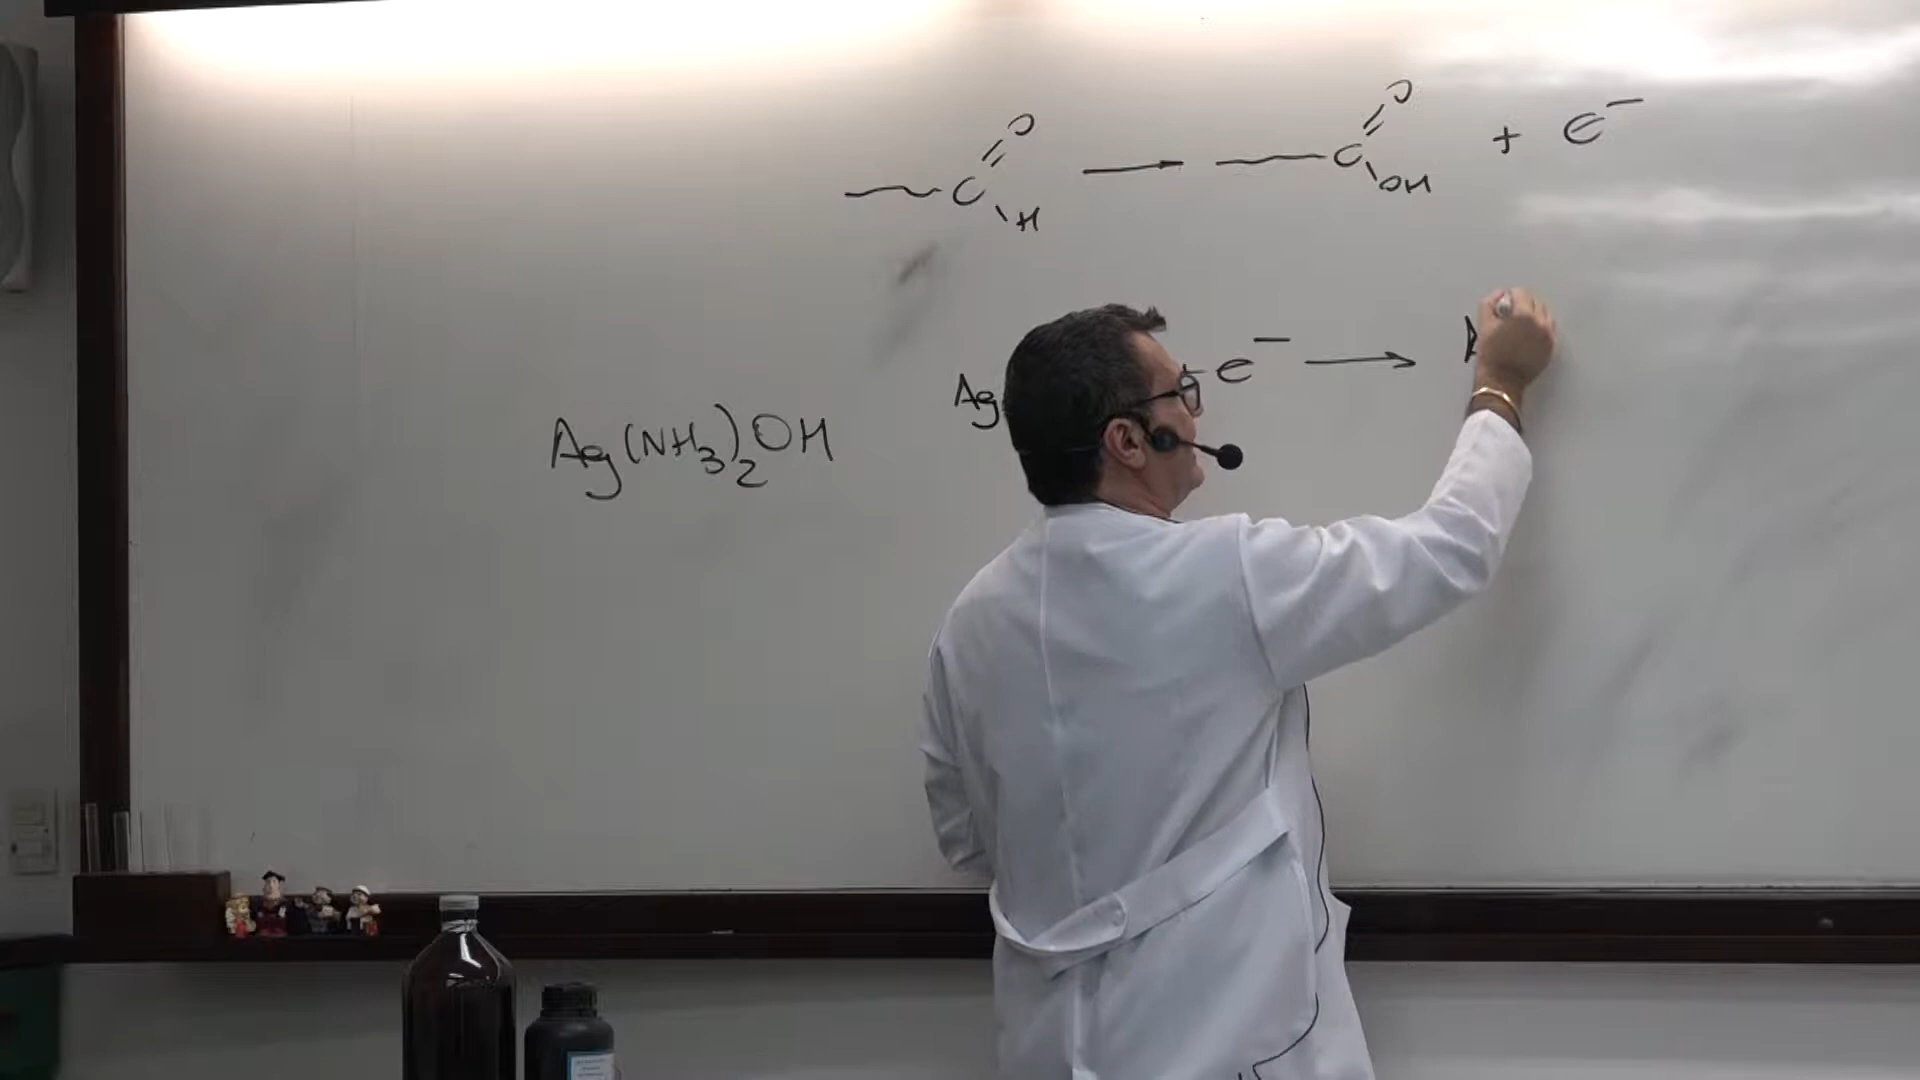 O O
C H → C OH + e⁻
Ag + e⁻ →
Ag(NH₃)₂OH